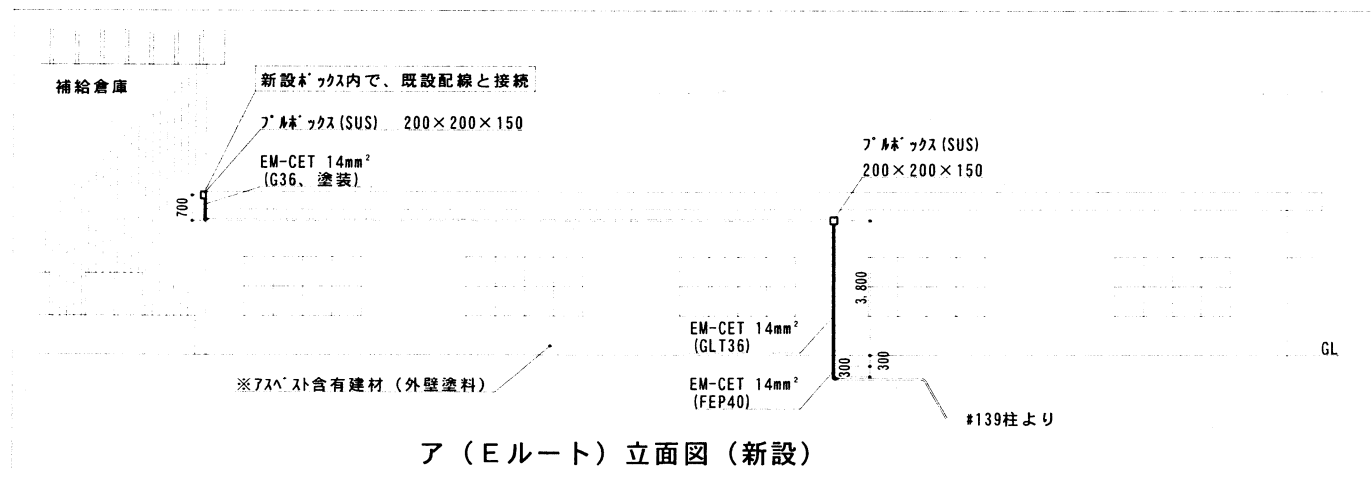 補給倉庫
新設ﾎﾞｯｸｽ内で、既設配線と接続
ﾌﾟﾙﾎﾞｯｸｽ(SUS) 200×200×150
EM-CET 14mm²
(G36、塗装)
700
ﾌﾟﾙﾎﾞｯｸｽ(SUS)
200×200×150
3,800
EM-CET 14mm²
(GLT36)
300
300
GL
※ｱｽﾍﾞｽﾄ含有建材（外壁塗料）
EM-CET 14mm²
(FEP40)
#139柱より
ア（Ｅルート）立面図（新設）